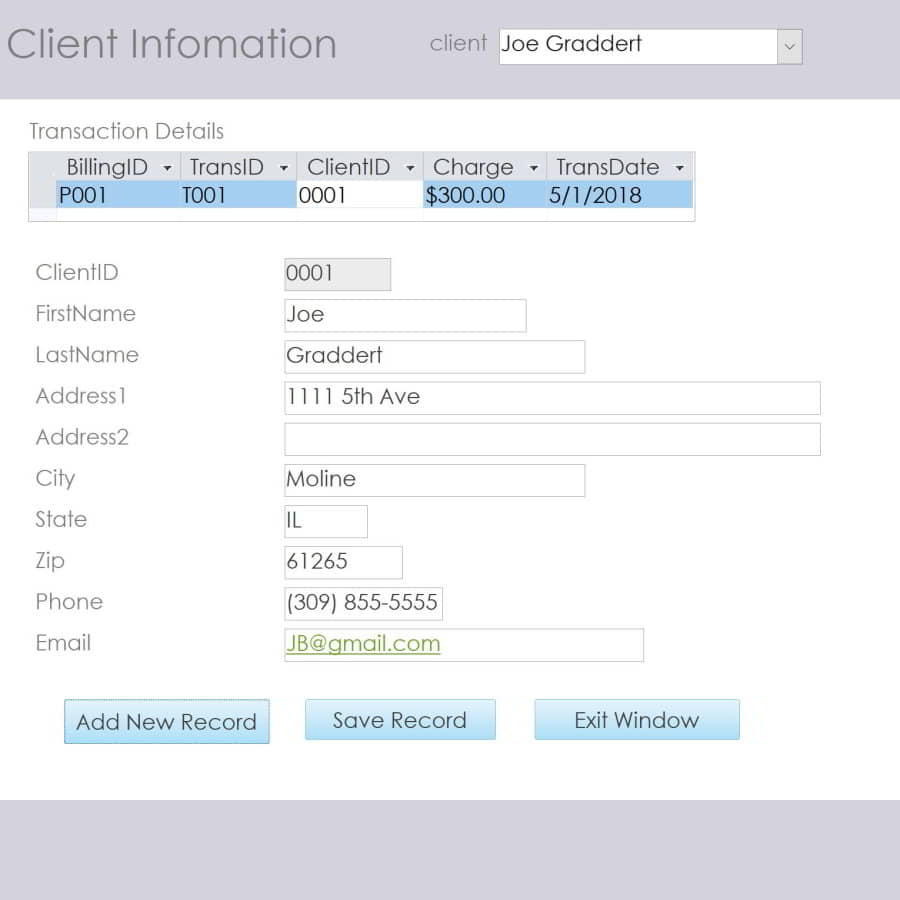 Client Infomation
client Joe Graddert
Transaction Details
BillingID TransID ClientID Charge TransDate
P001 T001 0001 $300.00 5/1/2018
ClientID 0001
FirstName Joe
LastName Graddert
Address1 1111 5th Ave
Address2
City Moline
State IL
Zip 61265
Phone (309) 855-5555
Email JB@gmail.com
Add New Record Save Record Exit Window